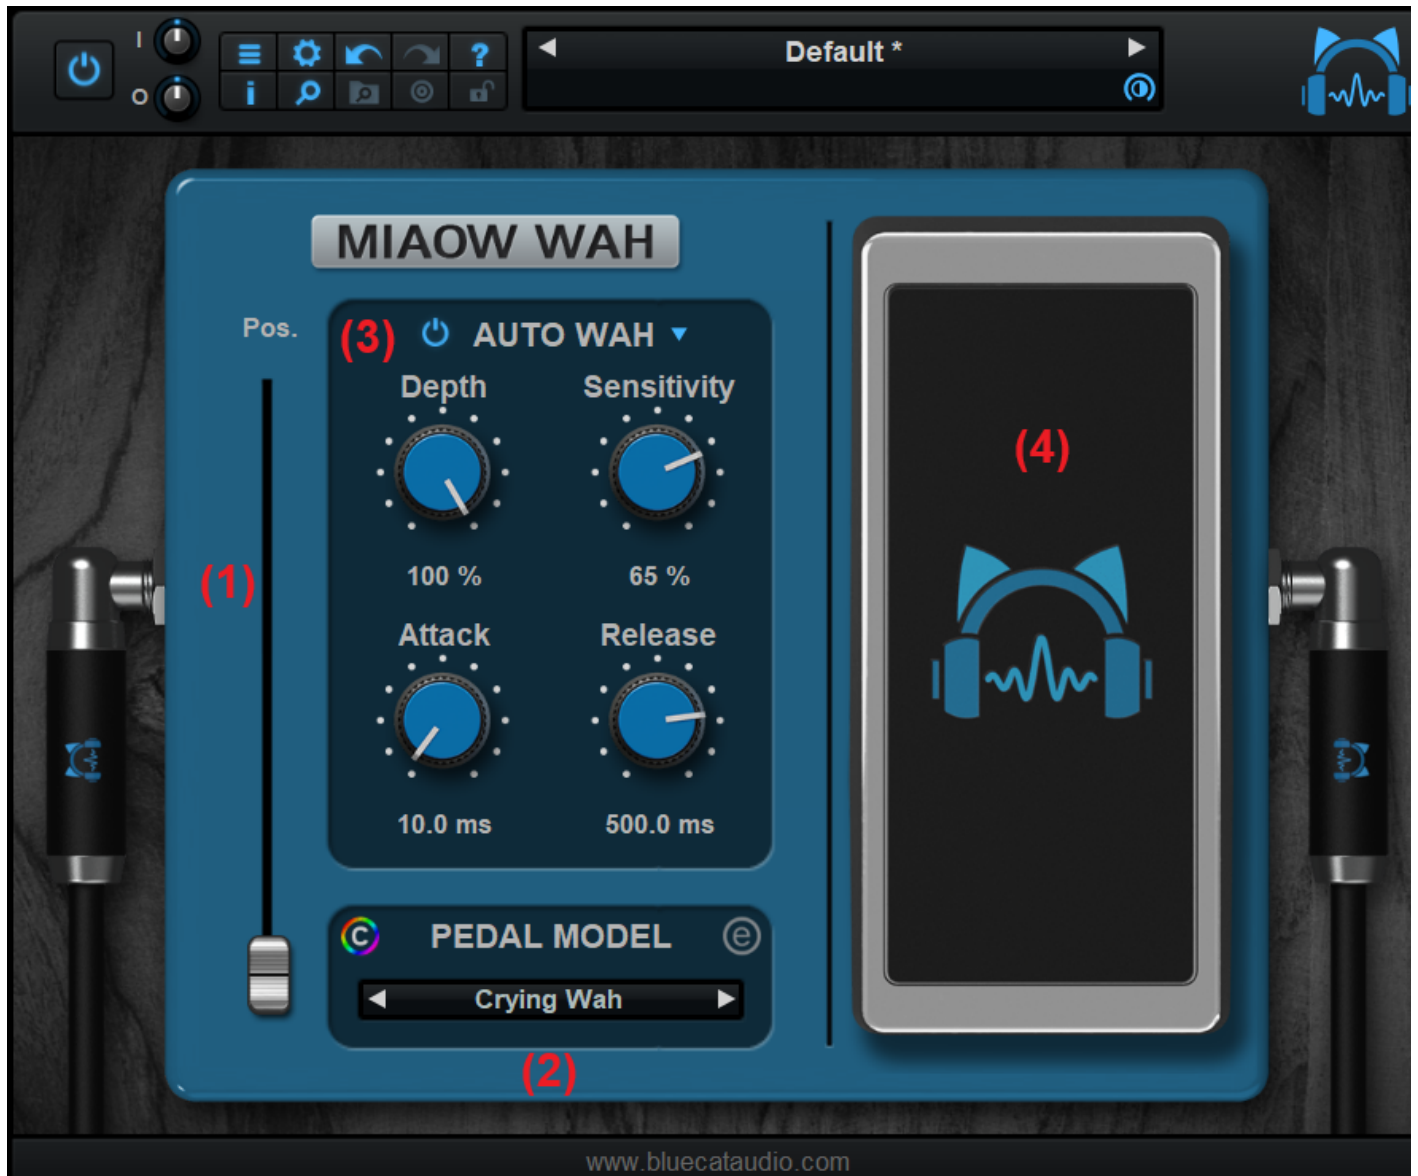 I
O
Default *
MIAOW WAH
Pos.
(3) AUTO WAH
Depth Sensitivity
(4)
100 % 65 %
(1)
Attack Release
10.0 ms 500.0 ms
C PEDAL MODEL e
Crying Wah
(2)
www.bluecataudio.com